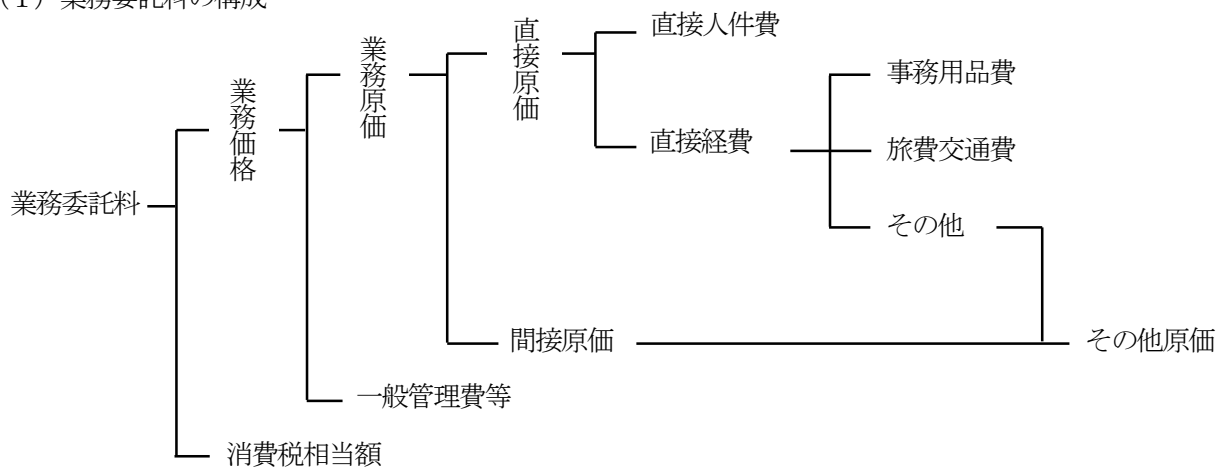 (1)業務委託料の構成
直接人件費
直接原価
業務原価
事務用品費
業務価格
直接経費
旅費交通費
業務委託料
その他
間接原価
その他原価
一般管理費等
消費税相当額